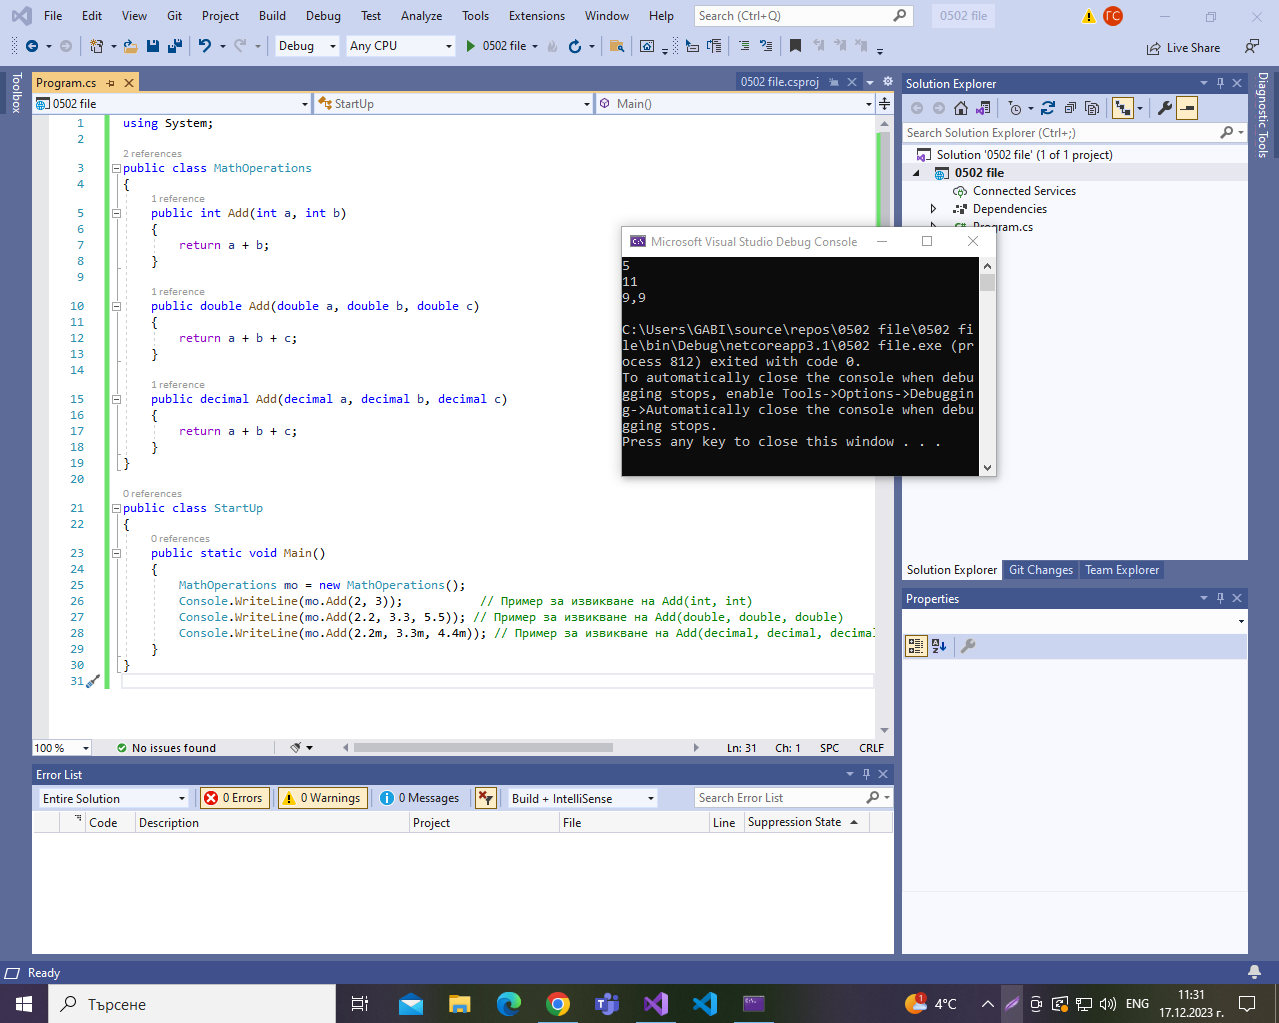 File Edit View Git Project Build Debug Test Analyze Tools Extensions Window Help Search (Ctrl+Q) 0502 file ГС
Debug Any CPU 0502 file Live Share
Toolbox
Program.cs 0502 file.csproj
0502 file StartUp Main()
1 using System;
2
2 references
3 public class MathOperations
4 {
1 reference
5 public int Add(int a, int b)
6 {
7 return a + b;
8 }
9
1 reference
10 public double Add(double a, double b, double c)
11 {
12 return a + b + c;
13 }
14
1 reference
15 public decimal Add(decimal a, decimal b, decimal c)
16 {
17 return a + b + c;
18 }
19 }
20
0 references
21 public class StartUp
22 {
0 references
23 public static void Main()
24 {
25 MathOperations mo = new MathOperations();
26 Console.WriteLine(mo.Add(2, 3)); // Пример за извикване на Add(int, int)
27 Console.WriteLine(mo.Add(2.2, 3.3, 5.5)); // Пример за извикване на Add(double, double, double)
28 Console.WriteLine(mo.Add(2.2m, 3.3m, 4.4m)); // Пример за извикване на Add(decimal, decimal, decimal
29 }
30 }
31
100 % No issues found Ln: 31 Ch: 1 SPC CRLF
Microsoft Visual Studio Debug Console
5
11
9,9
C:\Users\GABI\source\repos\0502 file\0502 fi
le\bin\Debug\netcoreapp3.1\0502 file.exe (pr
ocess 812) exited with code 0.
To automatically close the console when debu
gging stops, enable Tools->Options->Debuggin
g->Automatically close the console when debu
gging stops.
Press any key to close this window . . .
Solution Explorer
Search Solution Explorer (Ctrl+;)
Solution '0502 file' (1 of 1 project)
0502 file
Connected Services
Dependencies
Program.cs
Solution Explorer Git Changes Team Explorer
Properties
Diagnostic Tools
Error List
Entire Solution 0 Errors 0 Warnings 0 Messages Build + IntelliSense Search Error List
Code Description Project File Line Suppression State
Ready
Търсене 1 4°C ENG 11:31
17.12.2023 г.